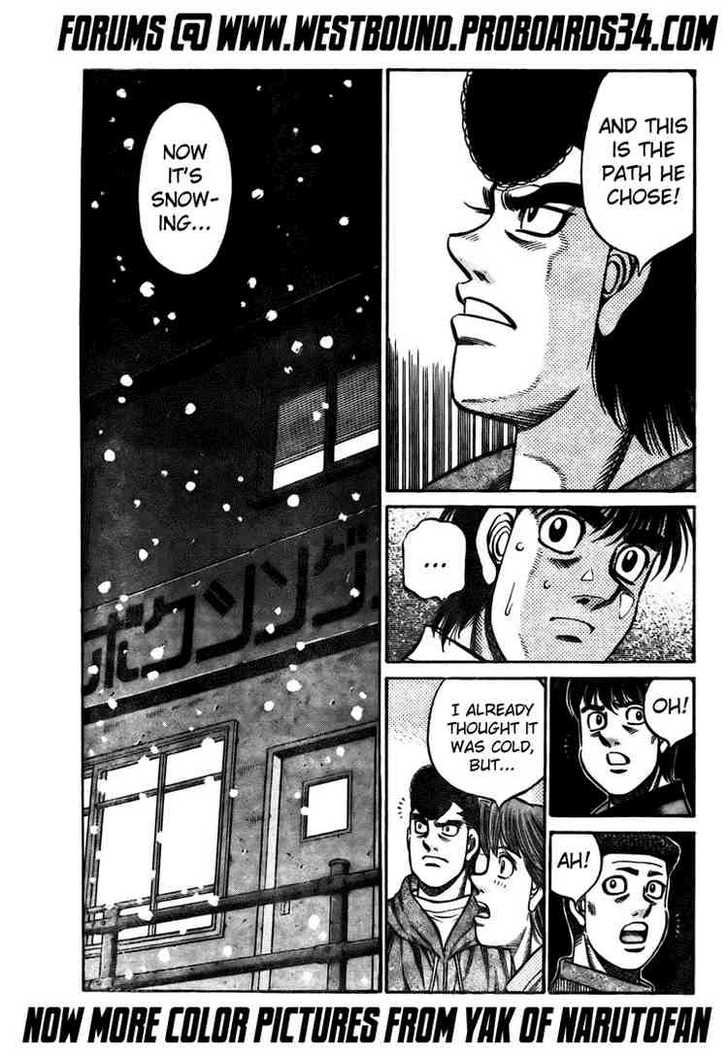 FORUMS @ WWW.WESTBOUND.PROBOARDS34.COM
AND THIS
IS THE
PATH HE
CHOSE!
...
OH!
AH!
I ALREADY
THOUGHT IT
WAS COLD,
BUT...
NOW
IT'S
SNOW-
ING...
ボクシング
NOW MORE COLOR PICTURES FROM YAK OF NARUTOFAN